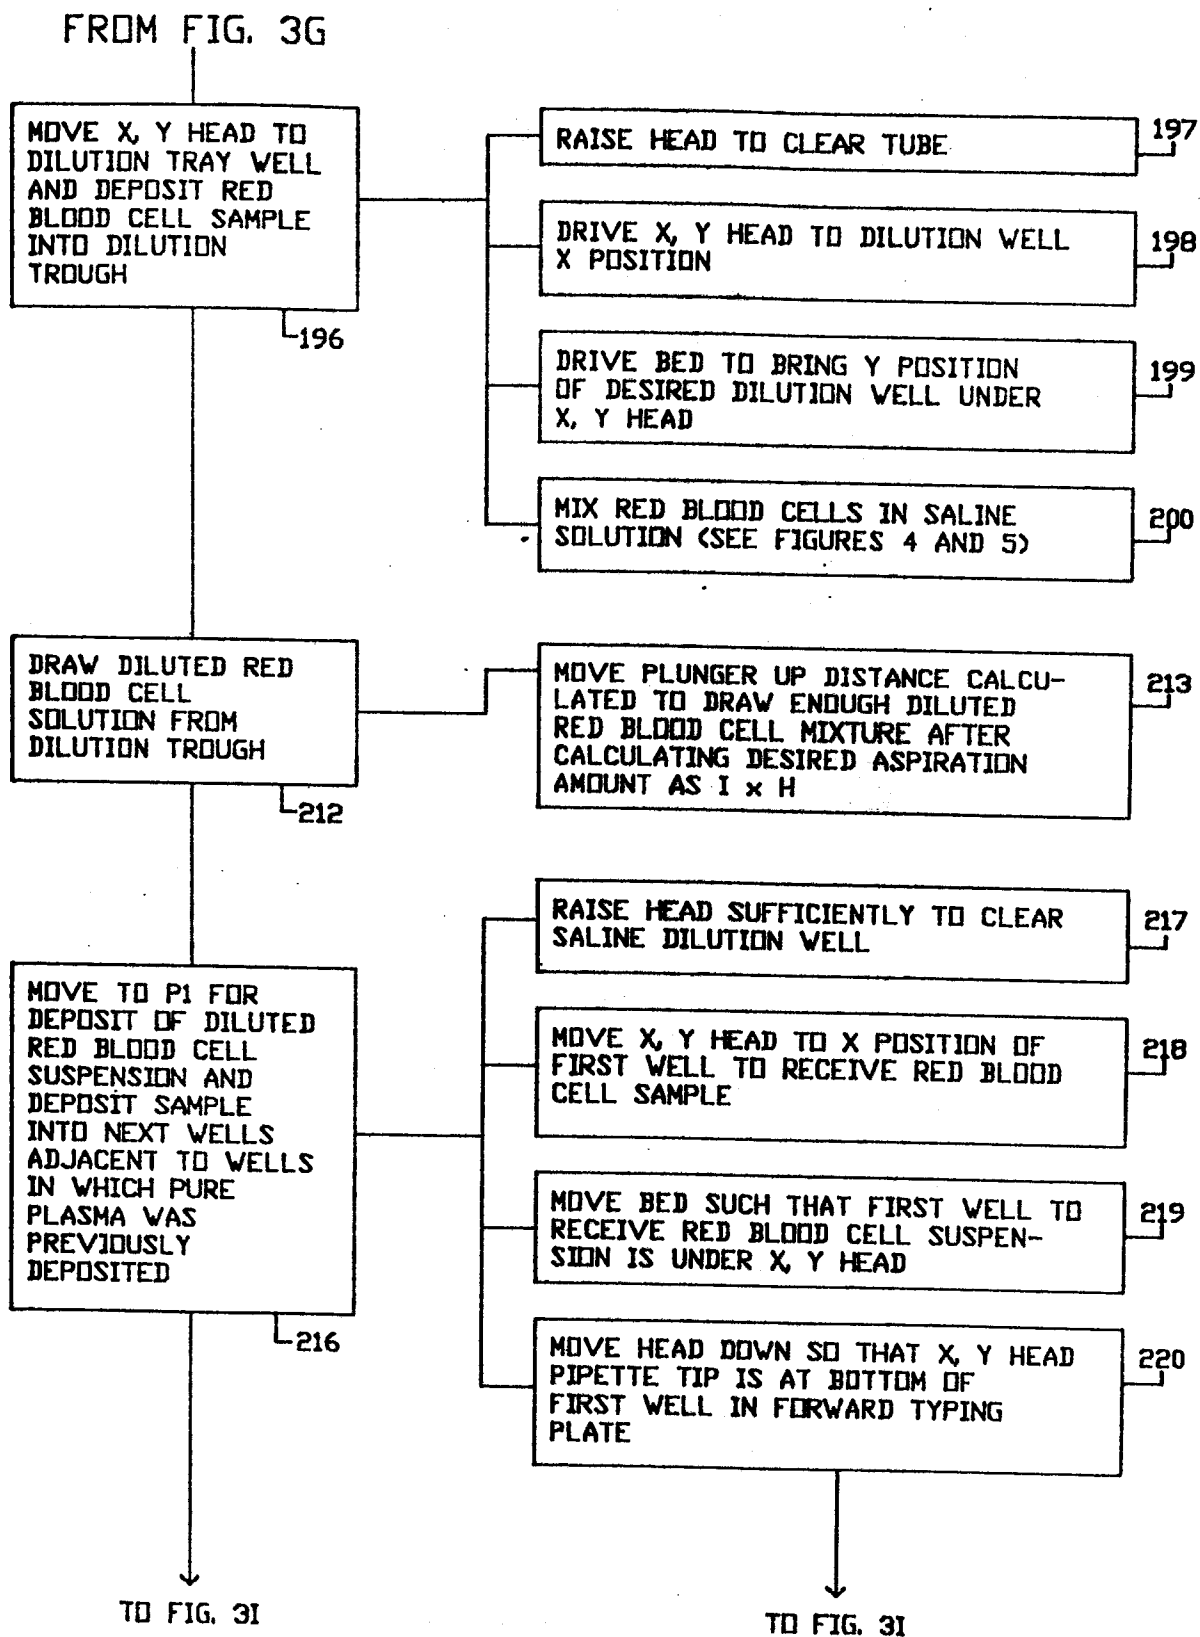 FROM FIG. 3G
MOVE X, Y HEAD TO
DILUTION TRAY WELL
AND DEPOSIT RED
BLOOD CELL SAMPLE
INTO DILUTION
TROUGH
196
RAISE HEAD TO CLEAR TUBE
197
DRIVE X, Y HEAD TO DILUTION WELL
X POSITION
198
DRIVE BED TO BRING Y POSITION
OF DESIRED DILUTION WELL UNDER
X, Y HEAD
199
MIX RED BLOOD CELLS IN SALINE
SOLUTION (SEE FIGURES 4 AND 5)
200
DRAW DILUTED RED
BLOOD CELL
SOLUTION FROM
DILUTION TROUGH
212
MOVE PLUNGER UP DISTANCE CALCU-
LATED TO DRAW ENOUGH DILUTED
RED BLOOD CELL MIXTURE AFTER
CALCULATING DESIRED ASPIRATION
AMOUNT AS I x H
213
MOVE TO P1 FOR
DEPOSIT OF DILUTED
RED BLOOD CELL
SUSPENSION AND
DEPOSIT SAMPLE
INTO NEXT WELLS
ADJACENT TO WELLS
IN WHICH PURE
PLASMA WAS
PREVIOUSLY
DEPOSITED
216
RAISE HEAD SUFFICIENTLY TO CLEAR
SALINE DILUTION WELL
217
MOVE X, Y HEAD TO X POSITION OF
FIRST WELL TO RECEIVE RED BLOOD
CELL SAMPLE
218
MOVE BED SUCH THAT FIRST WELL TO
RECEIVE RED BLOOD CELL SUSPEN-
SION IS UNDER X, Y HEAD
219
MOVE HEAD DOWN SO THAT X, Y HEAD
PIPETTE TIP IS AT BOTTOM OF
FIRST WELL IN FORWARD TYPING
PLATE
220
TO FIG. 3I
TO FIG. 3I